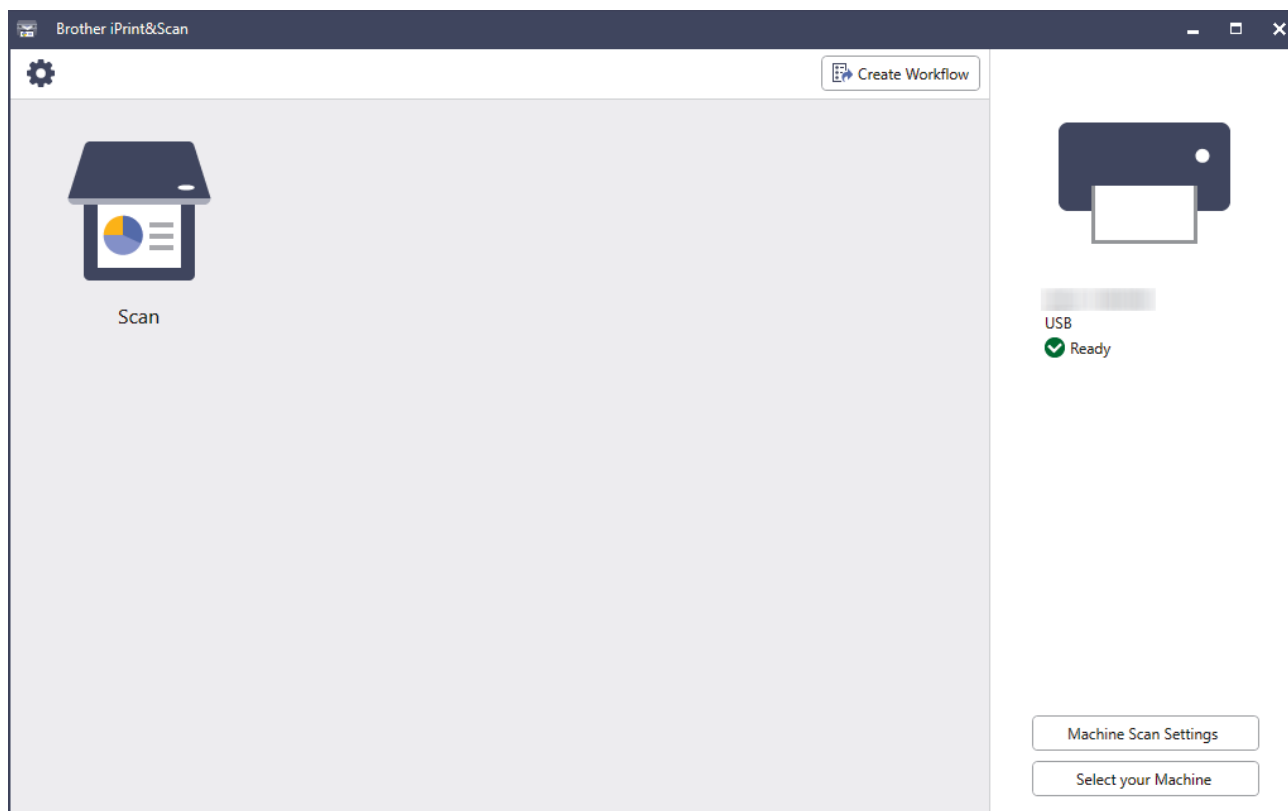 Brother iPrint&Scan
Create Workflow
Scan
USB
Ready
Machine Scan Settings
Select your Machine